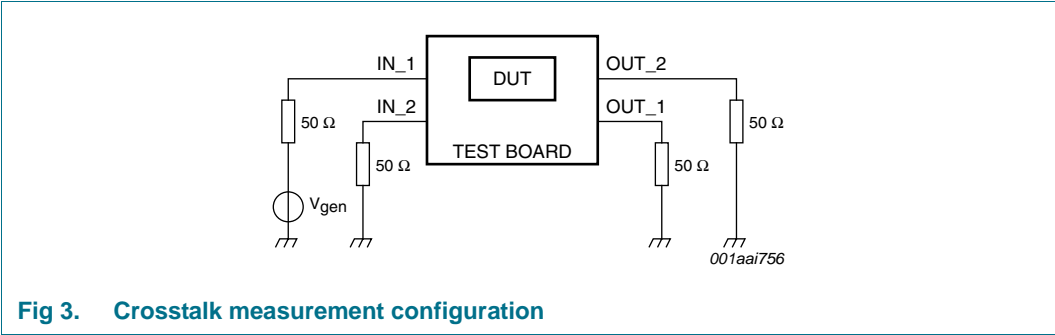 IN_1
OUT_2
DUT
IN_2
OUT_1
50 Ω
50 Ω
TEST BOARD
50 Ω
50 Ω
Vgen
001aai756
Fig 3. Crosstalk measurement configuration